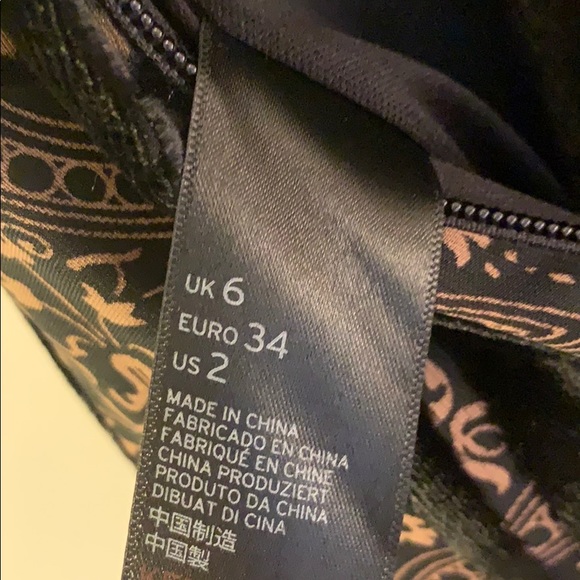 UK 6
EURO 34
US 2
MADE IN CHINA
FABRICADO EN CHINA
FABRIQUÉ EN CHINE
CHINA PRODUZIERT
PRODUTO DA CHINA
DIBUAT DI CINA
中国制造
中国製